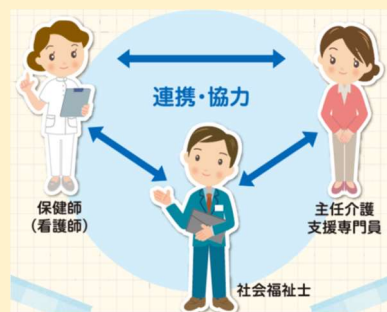 連携・協力
保健師
（看護師）
主任介護
支援専門員
社会福祉士